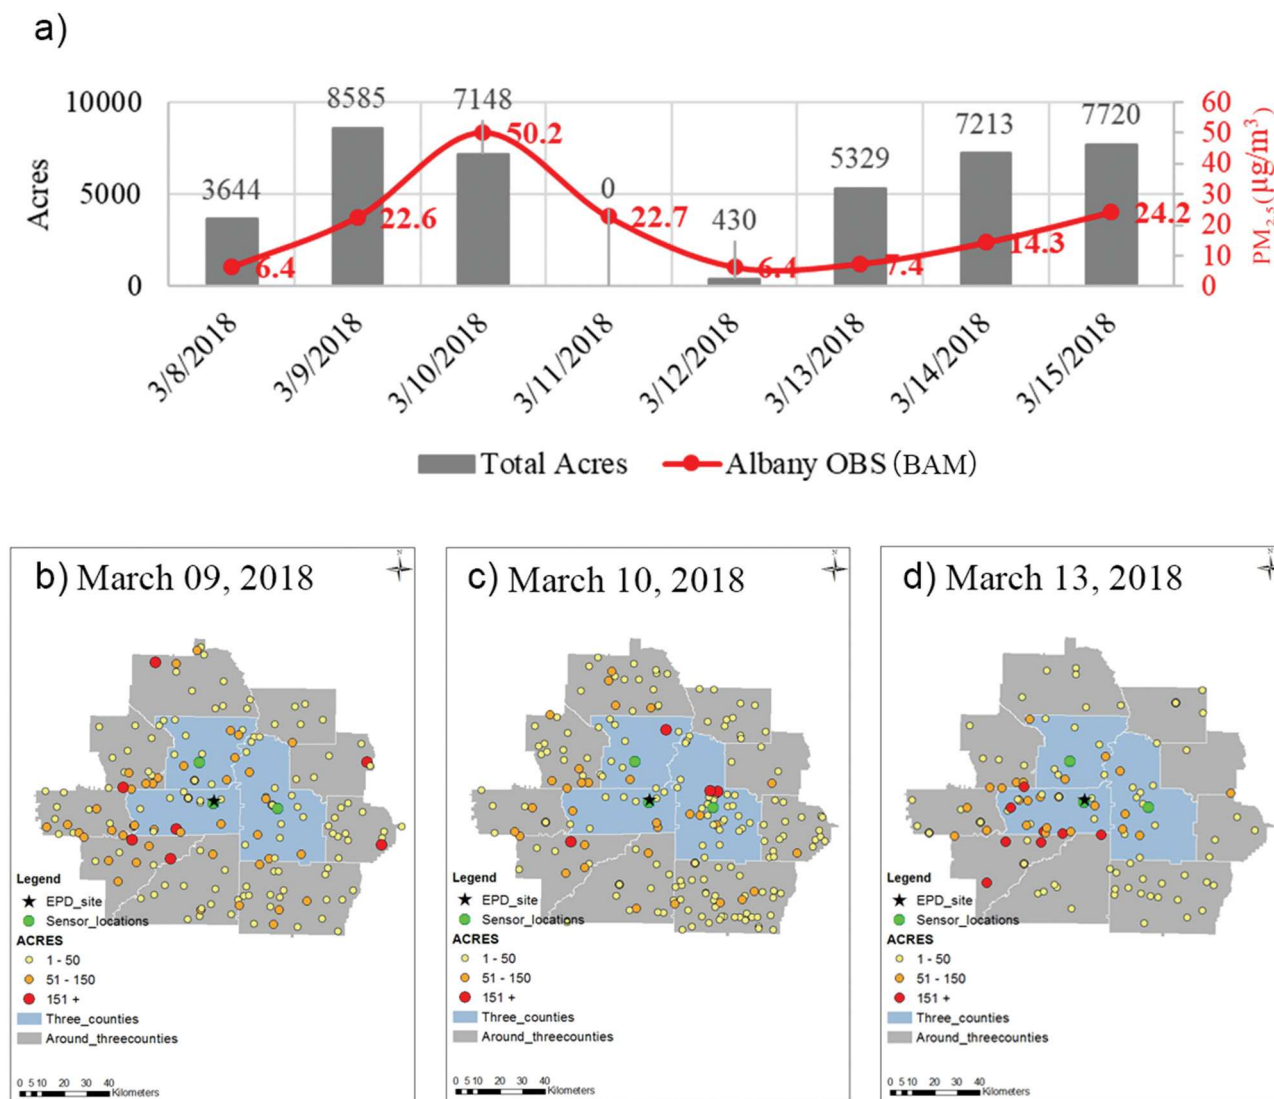 a)
10000
5000
0
Acres
3644
8585
7148
0
430
5329
7213
7720
6.4
22.6
50.2
22.7
6.4
7.4
14.3
24.2
60
50
40
30
20
10
0
PM2.5(µg/m3)
3/8/2018
3/9/2018
3/10/2018
3/11/2018
3/12/2018
3/13/2018
3/14/2018
3/15/2018
Total Acres
Albany OBS (BAM)
b) March 09, 2018
N
Legend
EPD_site
Sensor_locations
ACRES
1 - 50
51 - 150
151 +
Three_counties
Around_threecounties
0 5 10 20 30 40
Kilometers
c) March 10, 2018
N
Legend
EPD_site
Sensor_locations
ACRES
1 - 50
51 - 150
151 +
Three_counties
Around_threecounties
0 5 10 20 30 40
Kilometers
d) March 13, 2018
N
Legend
EPD_site
Sensor_locations
ACRES
1 - 50
51 - 150
151 +
Three_counties
Around_threecounties
0 5 10 20 30 40
Kilometers